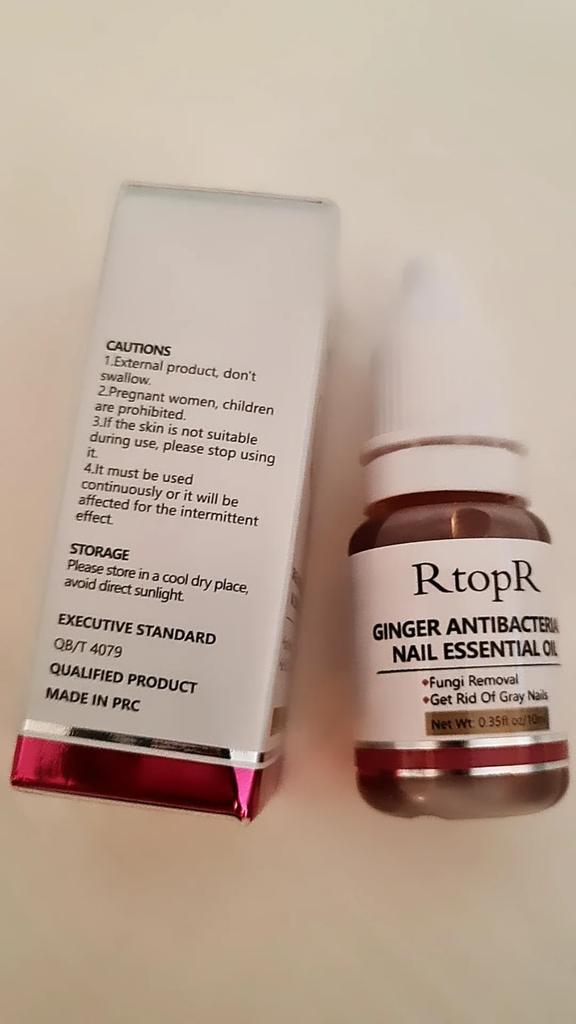 CAUTIONS
1.External product, don't
swallow.
2.Pregnant women, children
are prohibited.
3.If the skin is not suitable
during use, please stop using
it.
4.It must be used
continuously or it will be
affected for the intermittent
effect.
STORAGE
Please store in a cool dry place,
avoid direct sunlight.
EXECUTIVE STANDARD
QB/T 4079
QUALIFIED PRODUCT
MADE IN PRC
RtopR
GINGER ANTIBACTERIA
NAIL ESSENTIAL OIL
Fungi Removal
Get Rid Of Gray Nails
Net Wt: 0.35fl oz/10ml